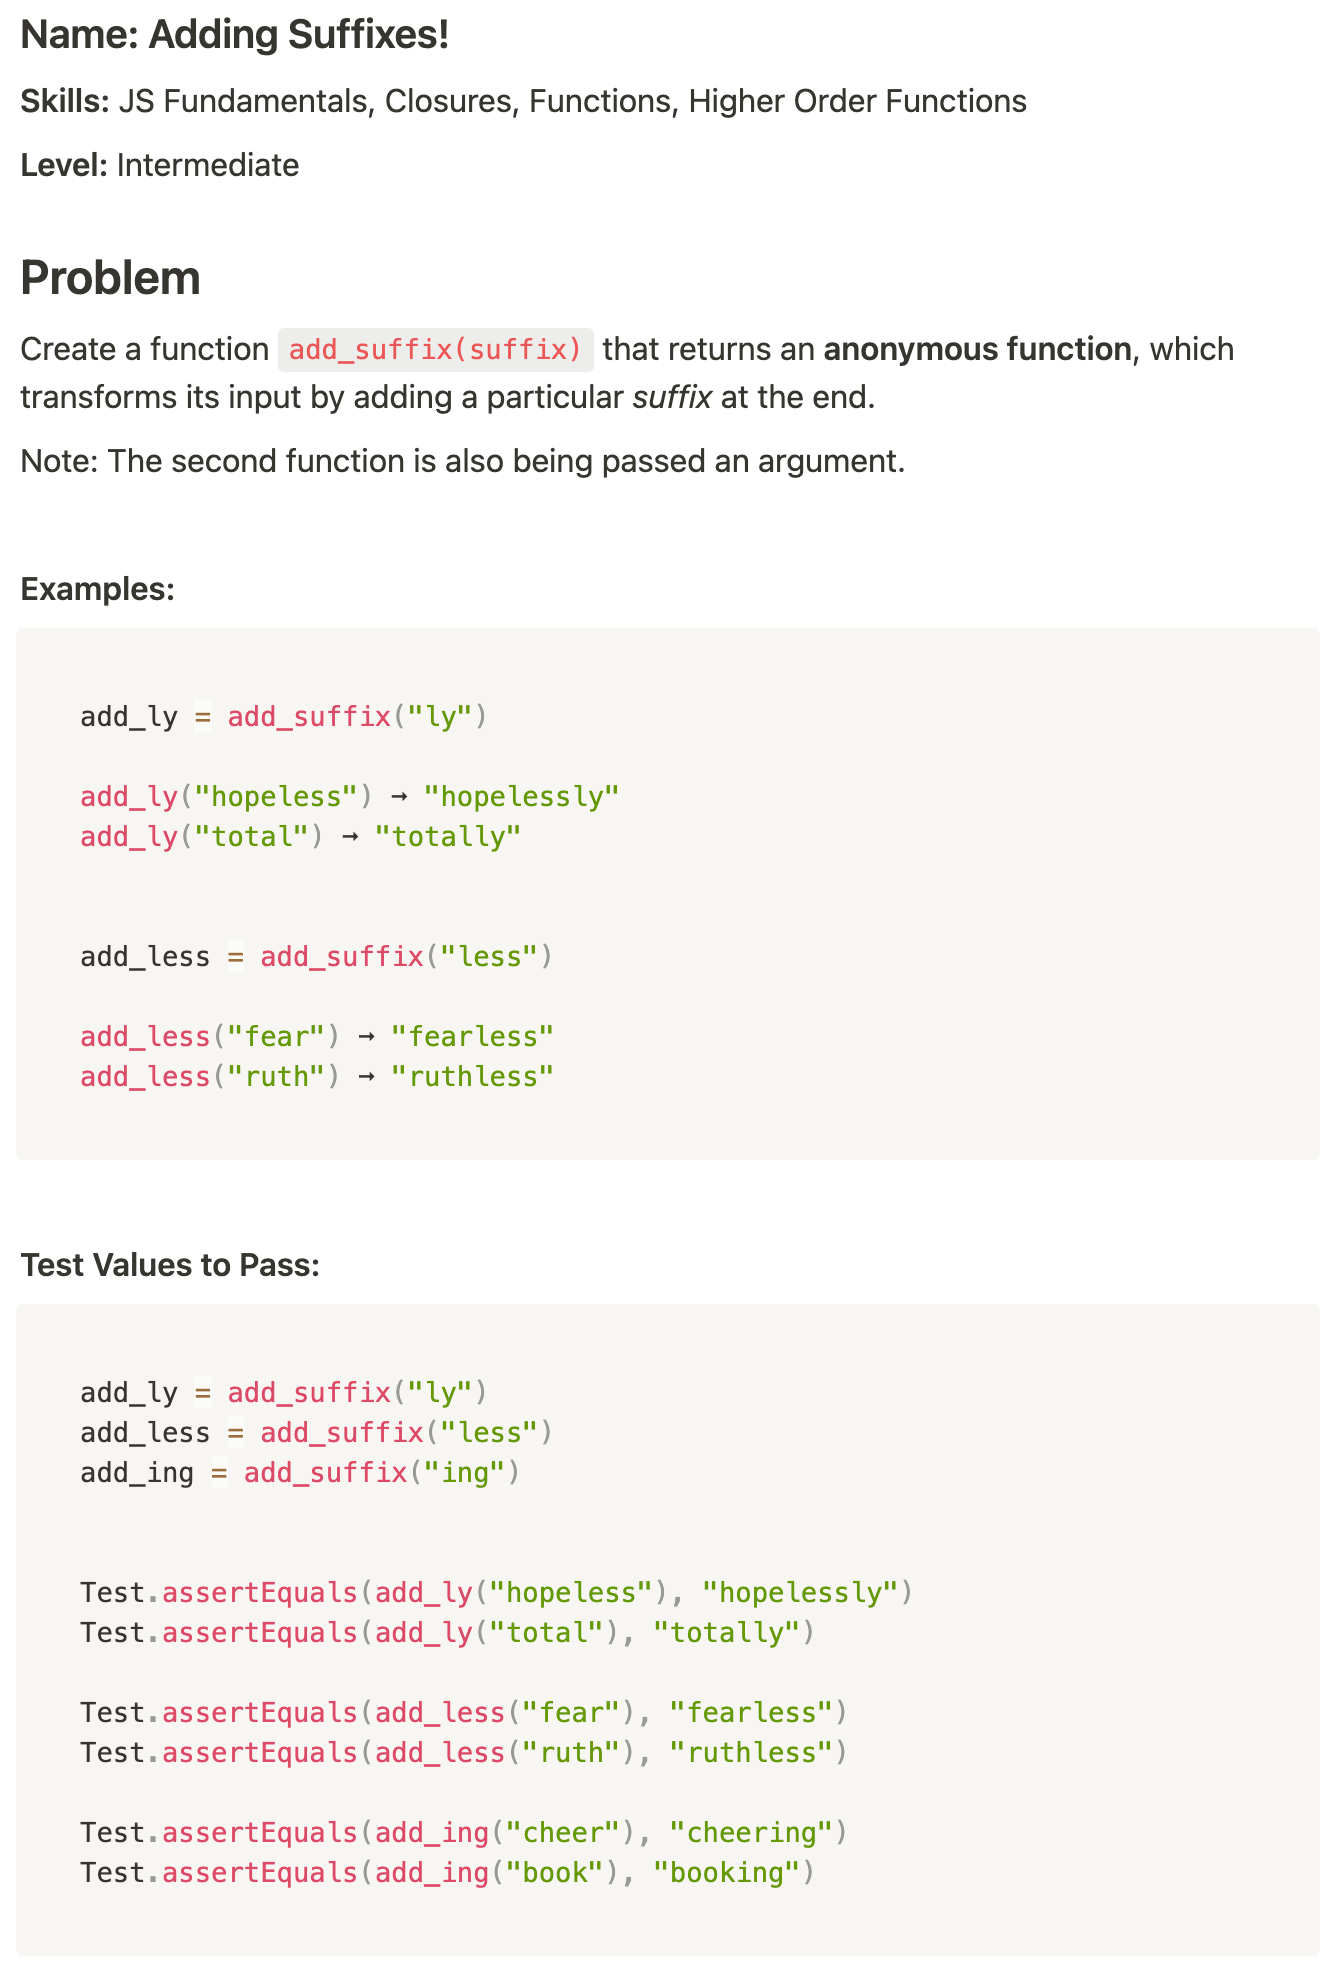 Name: Adding Suffixes!
Skills: JS Fundamentals, Closures, Functions, Higher Order Functions
Level: Intermediate
Problem
Create a function add_suffix(suffix) that returns an anonymous function, which
transforms its input by adding a particular suffix at the end.
Note: The second function is also being passed an argument.
Examples:
add_ly = add_suffix("ly")
add_ly("hopeless") ➞ "hopelessly"
add_ly("total") ➞ "totally"
add_less = add_suffix("less")
add_less("fear") ➞ "fearless"
add_less("ruth") ➞ "ruthless"
Test Values to Pass:
add_ly = add_suffix("ly")
add_less = add_suffix("less")
add_ing = add_suffix("ing")
Test.assertEquals(add_ly("hopeless"), "hopelessly")
Test.assertEquals(add_ly("total"), "totally")
Test.assertEquals(add_less("fear"), "fearless")
Test.assertEquals(add_less("ruth"), "ruthless")
Test.assertEquals(add_ing("cheer"), "cheering")
Test.assertEquals(add_ing("book"), "booking")